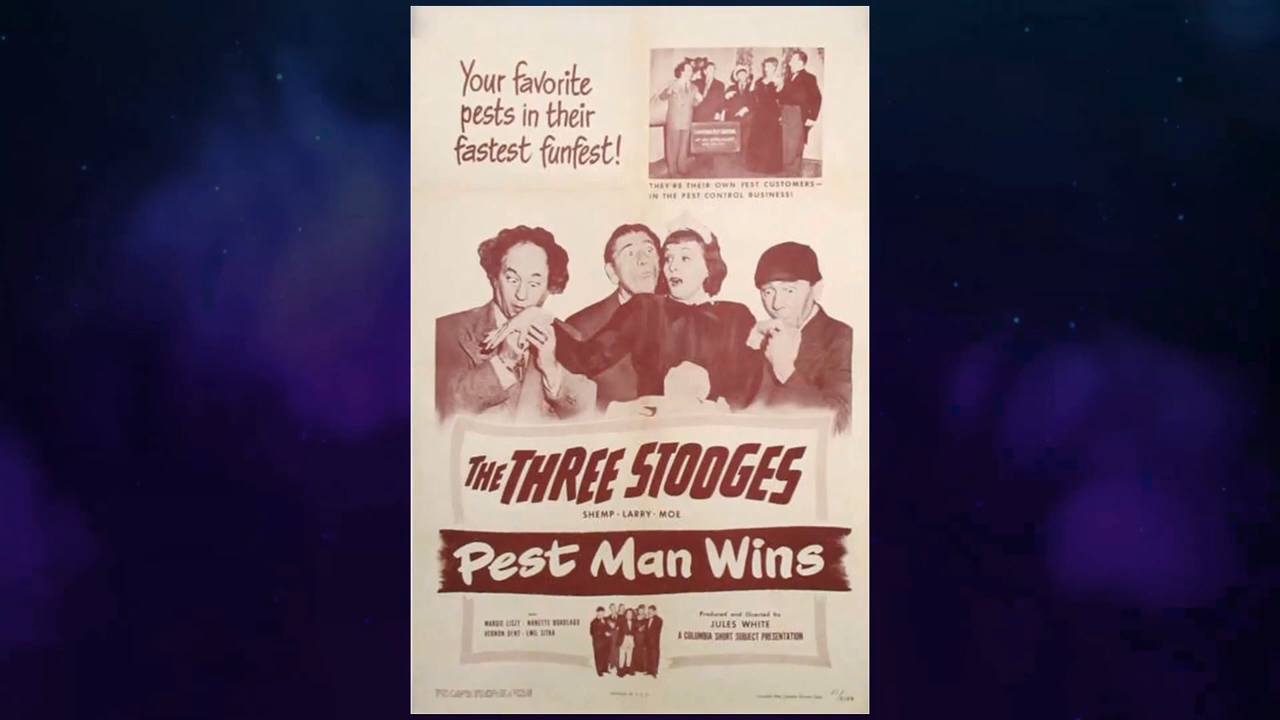 Your favorite
pests in their
fastest funfest!
THEY'RE THEIR OWN PEST CUSTOMERS—
IN THE PEST CONTROL BUSINESS!
THE THREE STOOGES
SHEMP - LARRY - MOE
Pest Man Wins
with
MARGIE LISZT - NANETTE BORDEAUX
VERNON DENT - EMIL SITKA
Produced and Directed by
JULES WHITE
A COLUMBIA SHORT SUBJECT PRESENTATION